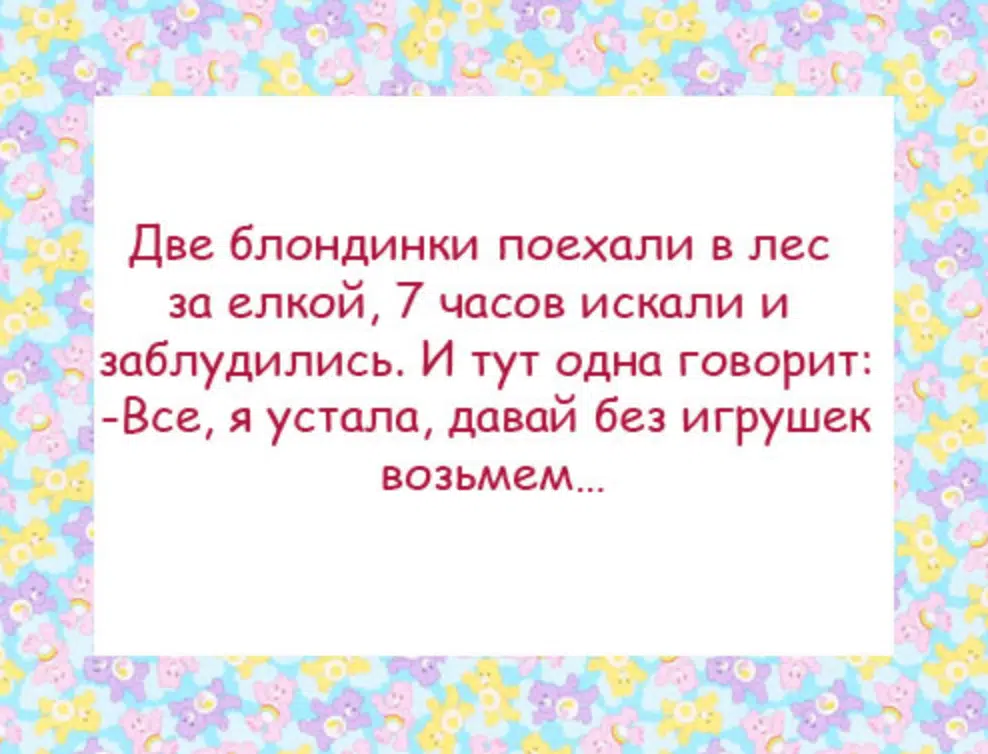 Две блондинки поехали в лес
за елкой, 7 часов искали и
заблудились. И тут одна говорит:
-Все, я устала, давай без игрушек
возьмем...